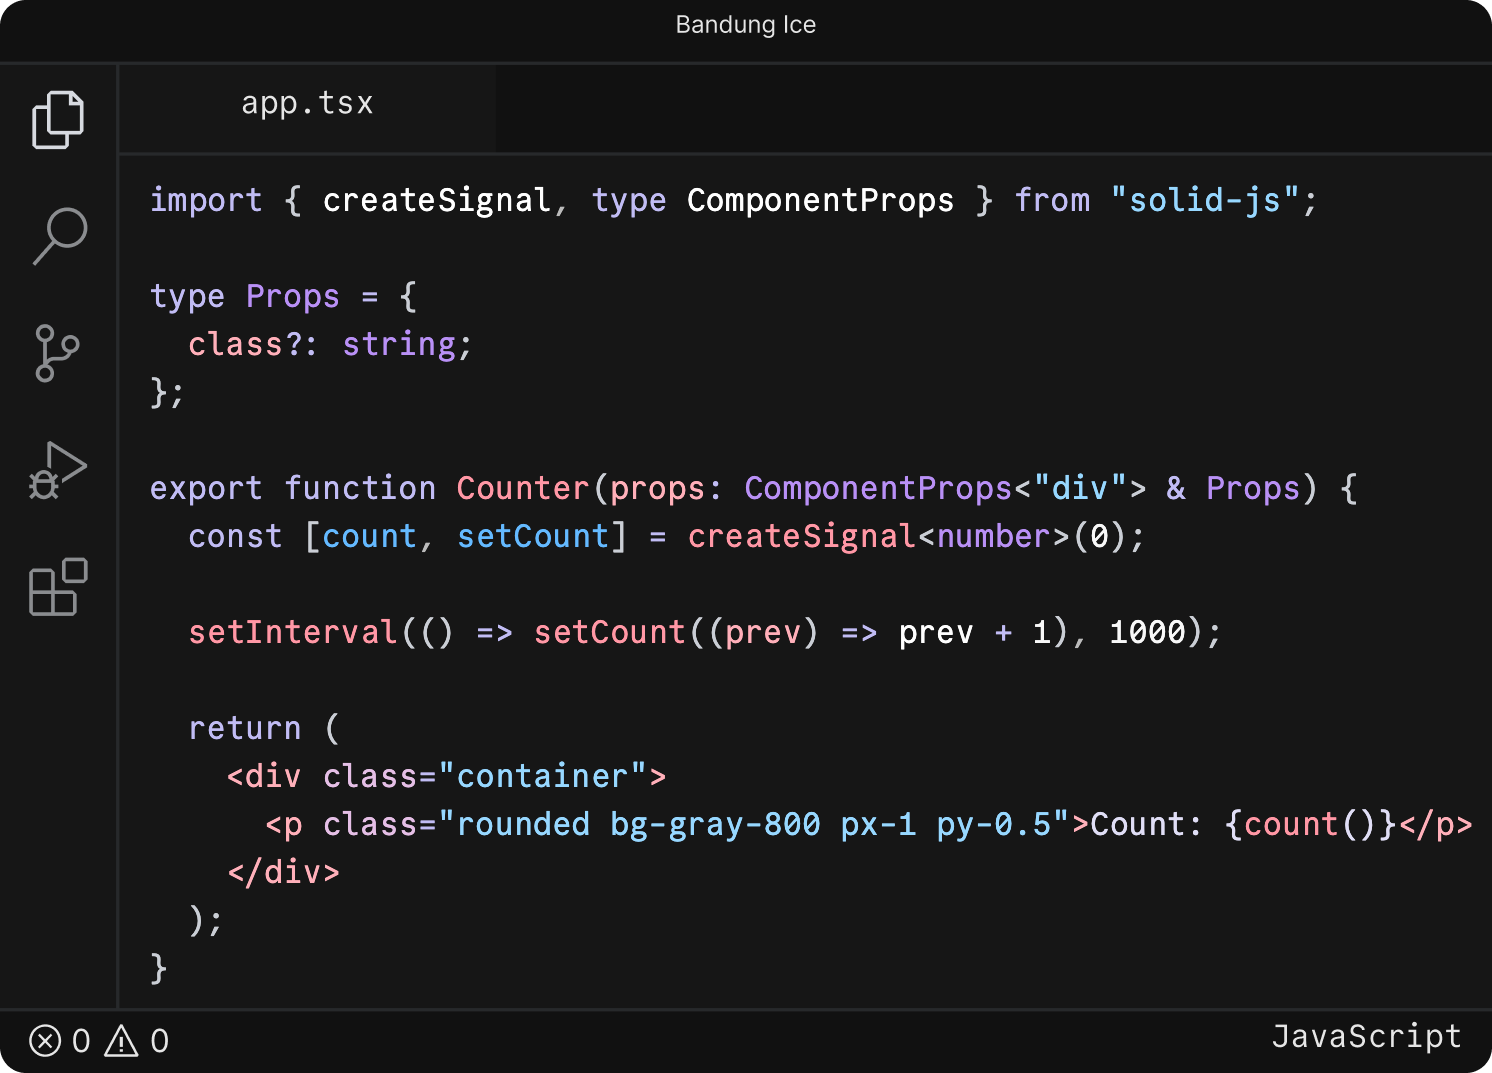 Bandung Ice
app.tsx
import { createSignal, type ComponentProps } from "solid-js";
type Props = {
  class?: string;
};
export function Counter(props: ComponentProps<"div"> & Props) {
  const [count, setCount] = createSignal<number>(0);
  setInterval(() => setCount((prev) => prev + 1), 1000);
  return (
    <div class="container">
      <p class="rounded bg-gray-800 px-1 py-0.5">Count: {count()}</p>
    </div>
  );
}
0 0
JavaScript